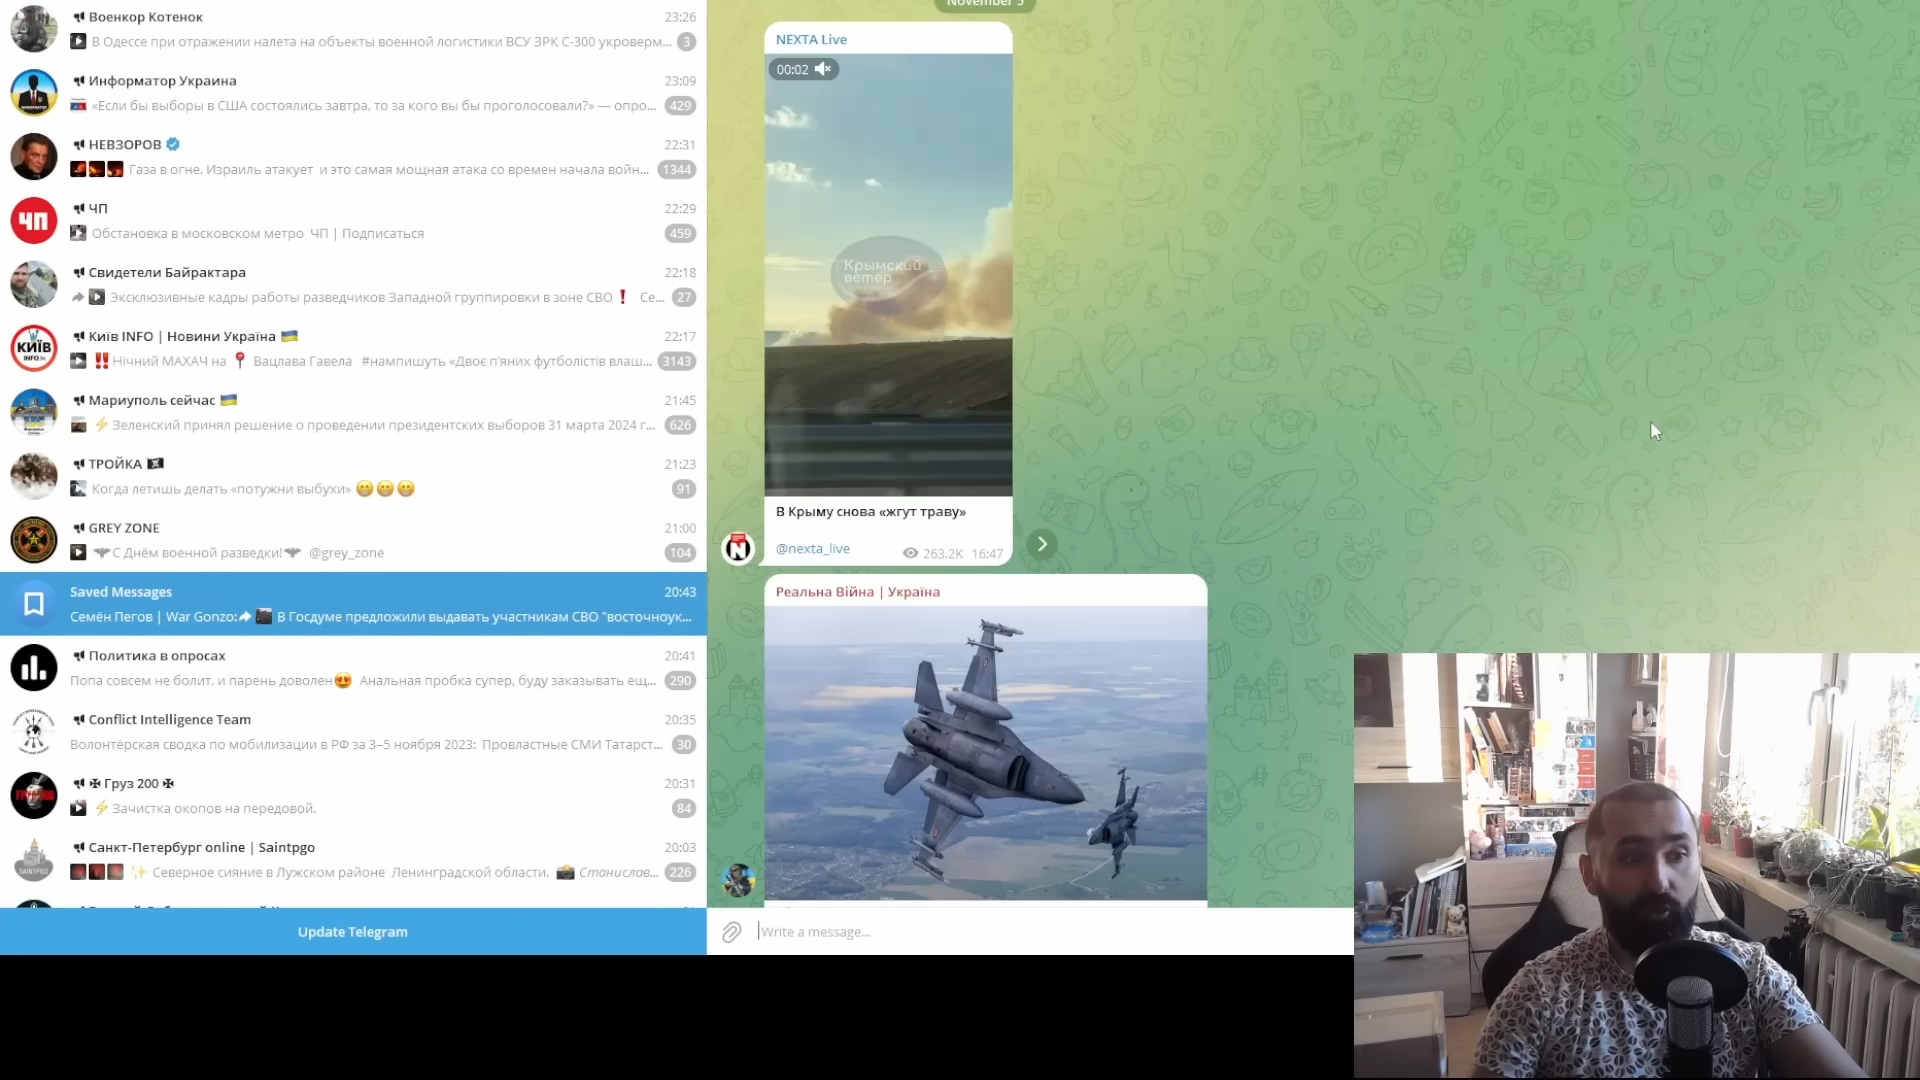 Военкор Котенок 23:26
В Одессе при отражении налета на объекты военной логистики ВСУ ЗРК С-300 укроверм... 3
Информатор Украина 23:09
«Если бы выборы в США состоялись завтра, то за кого вы бы проголосовали?» — опро... 429
НЕВЗОРОВ 22:31
Газа в огне. Израиль атакует и это самая мощная атака со времен начала войн... 1344
ЧП 22:29
Обстановка в московском метро ЧП | Подписаться 459
Свидетели Байрактара 22:18
Эксклюзивные кадры работы разведчиков Западной группировки в зоне СВО❗ Се... 27
Київ INFO | Новини Україна 🇺🇦 22:17
‼️Нічний МАХАЧ на 📍 Вацлава Гавела #нампишуть «Двоє п'яних футболістів влаш... 3143
Мариуполь сейчас 🇺🇦 21:45
⚡Зеленский принял решение о проведении президентских выборов 31 марта 2024 г... 626
ТРОЙКА 🏴‍☠️ 21:23
Когда летишь делать «потужни выбухи» 😁😁😁 91
GREY ZONE 21:00
С Днём военной разведки! @grey_zone 104
Saved Messages 20:43
Семён Пегов | War Gonzo: В Госдуме предложили выдавать участникам СВО "восточноук...
Политика в опросах 20:41
Попа совсем не болит, и парень доволен😍 Анальная пробка супер, буду заказывать ещ... 290
Conflict Intelligence Team 20:35
Волонтёрская сводка по мобилизации в РФ за 3–5 ноября 2023: Провластные СМИ Татарст... 30
✠ Груз 200 ✠ 20:31
⚡Зачистка окопов на передовой. 84
Санкт-Петербург online | Saintpgo 20:03
✨ Северное сияние в Лужском районе Ленинградской области. 📸 Станислав... 226
Update Telegram
November 5
NEXTA Live
00:02
Крымский
ветер
В Крыму снова «жгут траву»
@nexta_live 263.2K 16:47
Реальна Війна | Україна
Write a message...